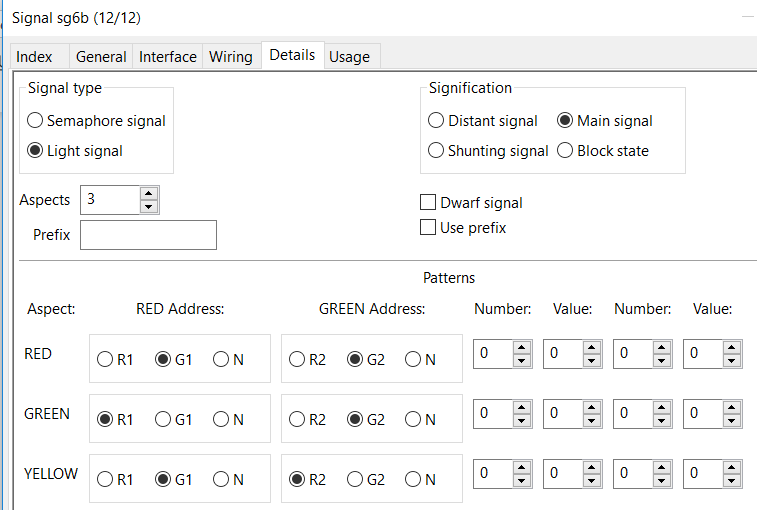 Signal sg6b (12/12)
Index General Interface Wiring Details Usage
Signal type Signification
Semaphore signal Distant signal Main signal
Light signal Shunting signal Block state
Aspects 3 Dwarf signal
Prefix Use prefix
Patterns
Aspect: RED Address: GREEN Address: Number: Value: Number: Value:
RED R1 G1 N R2 G2 N 0 0 0 0
GREEN R1 G1 N R2 G2 N 0 0 0 0
YELLOW R1 G1 N R2 G2 N 0 0 0 0